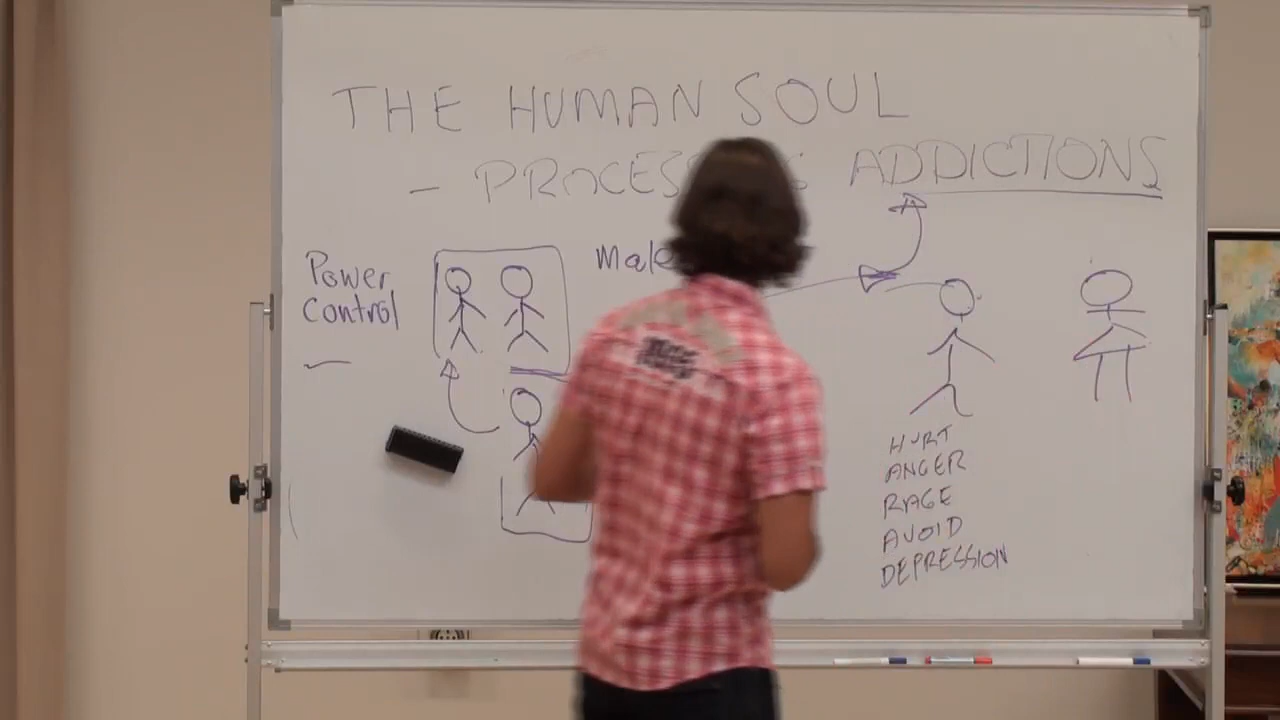 THE HUMAN SOUL
- ADDICTIONS
Power
Control
HURT
ANGER
RAGE
AVOID
DEPRESSION